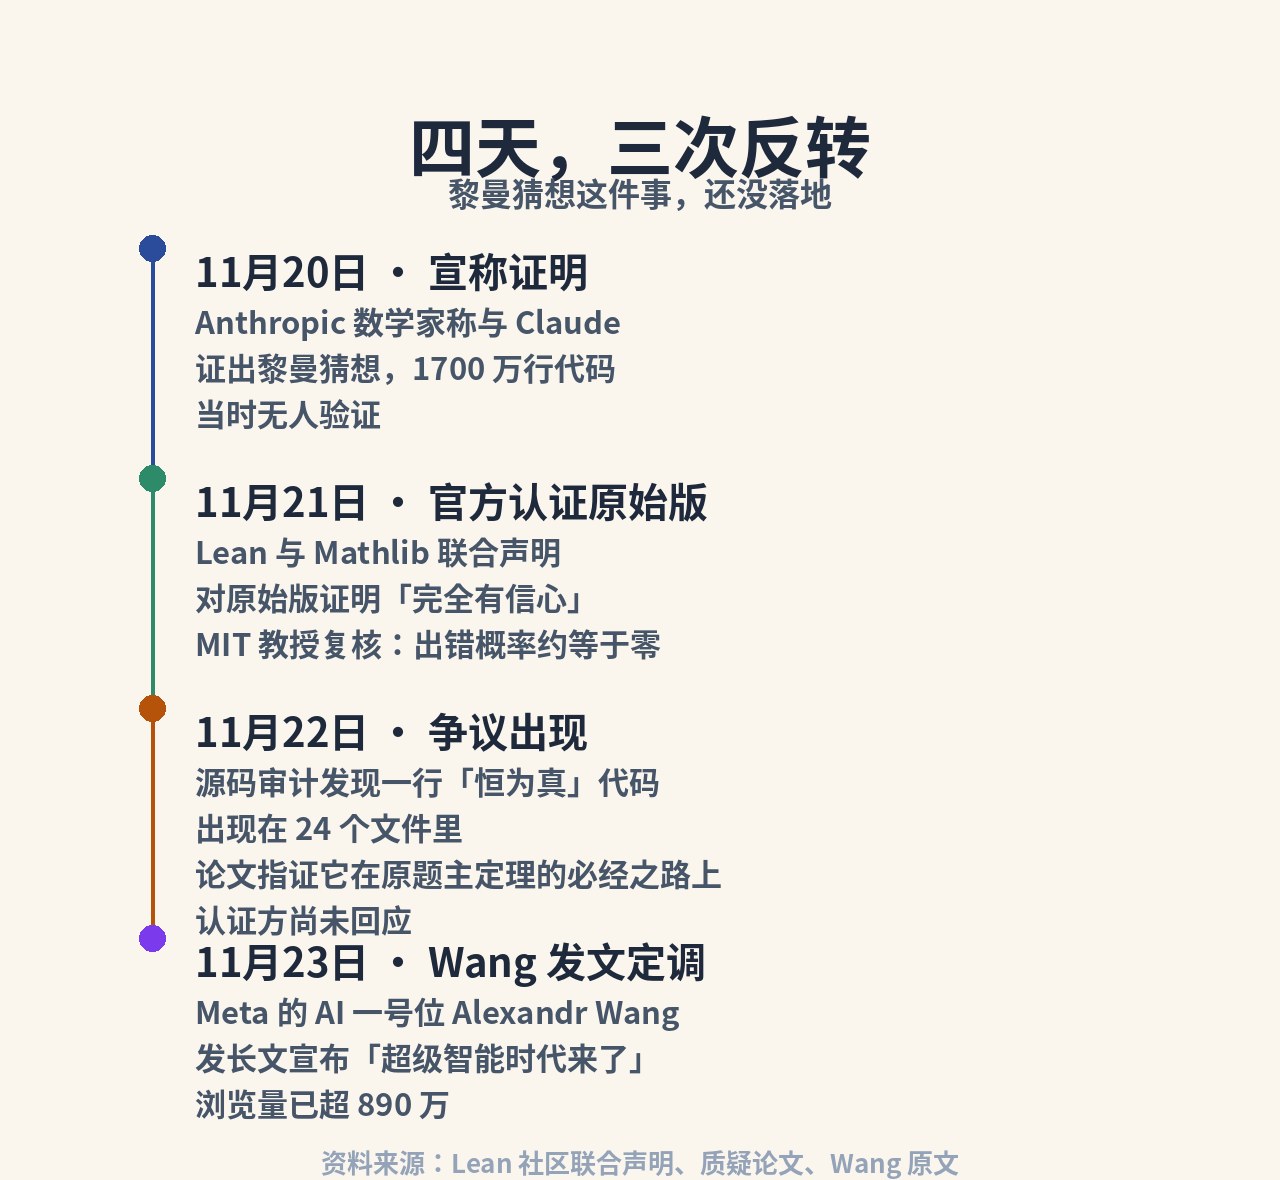 四天，三次反转
黎曼猜想这件事，还没落地
11月20日 · 宣称证明
Anthropic 数学家称与 Claude
证出黎曼猜想，1700 万行代码
当时无人验证
11月21日 · 官方认证原始版
Lean 与 Mathlib 联合声明
对原始版证明「完全有信心」
MIT 教授复核：出错概率约等于零
11月22日 · 争议出现
源码审计发现一行「恒为真」代码
出现在 24 个文件里
论文指证它在原题主定理的必经之路上
认证方尚未回应
11月23日 · Wang 发文定调
Meta 的 AI 一号位 Alexandr Wang
发长文宣布「超级智能时代来了」
浏览量已超 890 万
资料来源：Lean 社区联合声明、质疑论文、Wang 原文